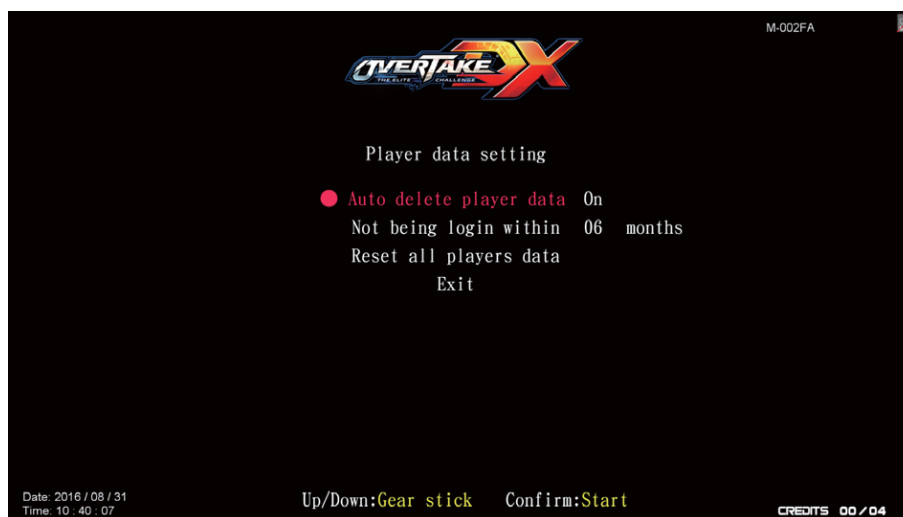 M-002FA
OVERTAKE DX
THE ELITE CHALLENGE
Player data setting
Auto delete player data On
Not being login within 06 months
Reset all players data
Exit
Up/Down:Gear stick Confirm:Start
Date: 2016 / 08 / 31
Time: 10 : 40 : 07
CREDITS 00/04